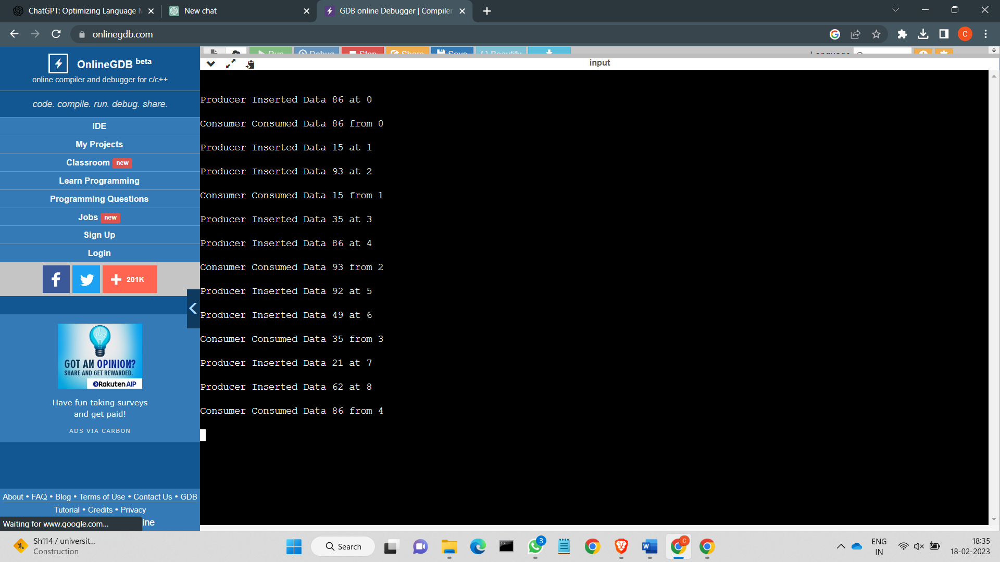 ChatGPT: Optimizing Language
New chat
GDB online Debugger | Compiler
onlinegdb.com
C
OnlineGDB beta
online compiler and debugger for c/c++
code. compile. run. debug. share.
IDE
My Projects
Classroom new
Learn Programming
Programming Questions
Jobs new
Sign Up
Login
201K
GOT AN OPINION?
SHARE AND GET REWARDED.
Rakuten AIP
Have fun taking surveys
and get paid!
ADS VIA CARBON
About • FAQ • Blog • Terms of Use • Contact Us • GDB
Tutorial • Credits • Privacy
Waiting for www.google.com...
ine
Run
Debug
Stop
Share
Save
{ } Beautify
Language
input
Producer Inserted Data 86 at 0
Consumer Consumed Data 86 from 0
Producer Inserted Data 15 at 1
Producer Inserted Data 93 at 2
Consumer Consumed Data 15 from 1
Producer Inserted Data 35 at 3
Producer Inserted Data 86 at 4
Consumer Consumed Data 93 from 2
Producer Inserted Data 92 at 5
Producer Inserted Data 49 at 6
Consumer Consumed Data 35 from 3
Producer Inserted Data 21 at 7
Producer Inserted Data 62 at 8
Consumer Consumed Data 86 from 4
Sh114 / universit...
Construction
Search
3
W
C
ENG
IN
18:35
18-02-2023